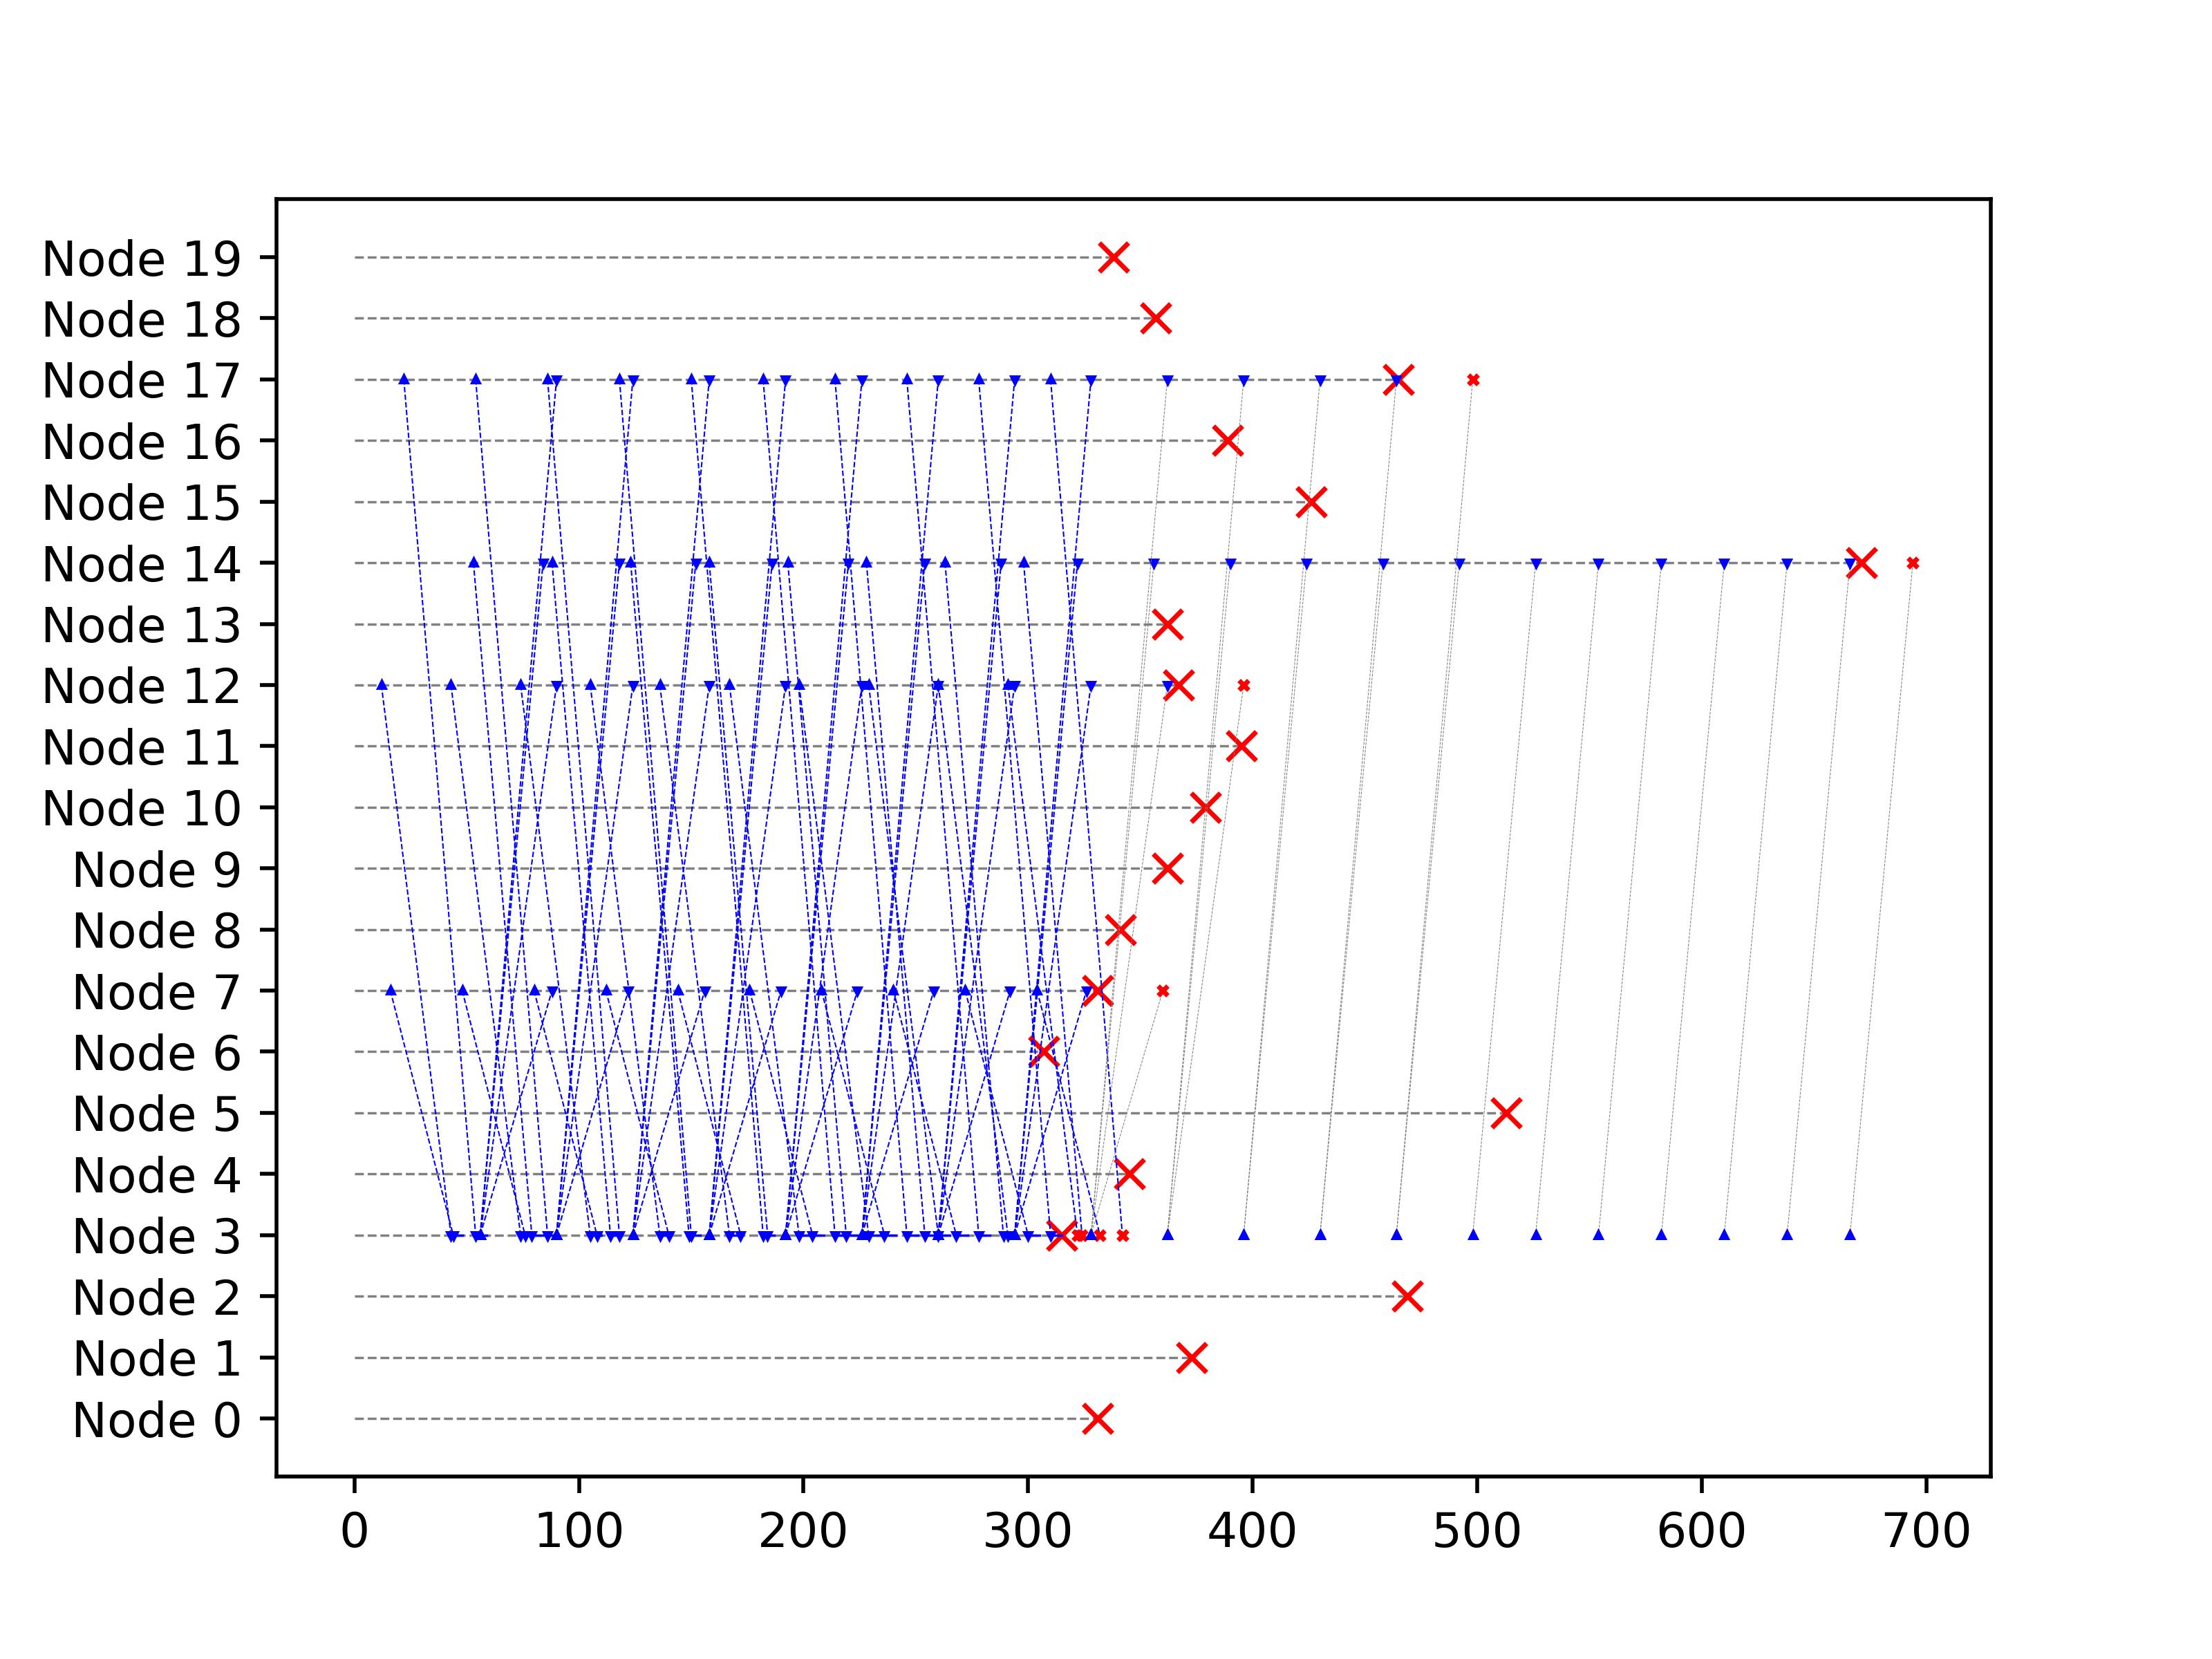 Node 19
Node 18
Node 17
Node 16
Node 15
Node 14
Node 13
Node 12
Node 11
Node 10
Node 9
Node 8
Node 7
Node 6
Node 5
Node 4
Node 3
Node 2
Node 1
Node 0
0 100 200 300 400 500 600 700